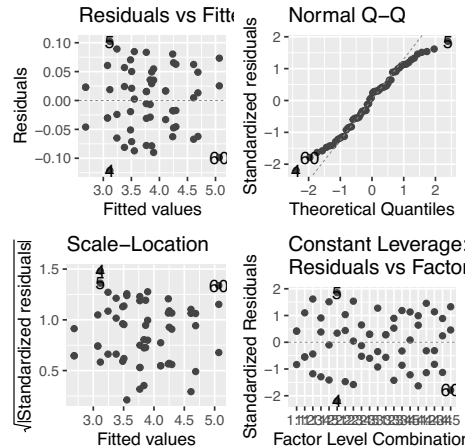 Residuals vs Fitte
Residuals
0.10
0.05
0.00
−0.05
−0.10
5
4
60
3.0 3.5 4.0 4.5 5.0
Fitted values
Normal Q−Q
Standardized residuals
2
1
0
−1
−2
5
60
4
−2 −1 0 1 2
Theoretical Quantiles
Scale−Location
√|Standardized residuals|
1.5
1.0
0.5
4
5
60
3.0 3.5 4.0 4.5 5.0
Fitted values
Constant Leverage:
Residuals vs Factor
Standardized Residuals
2
1
0
−1
−2
5
4
60
Factor Level Combination